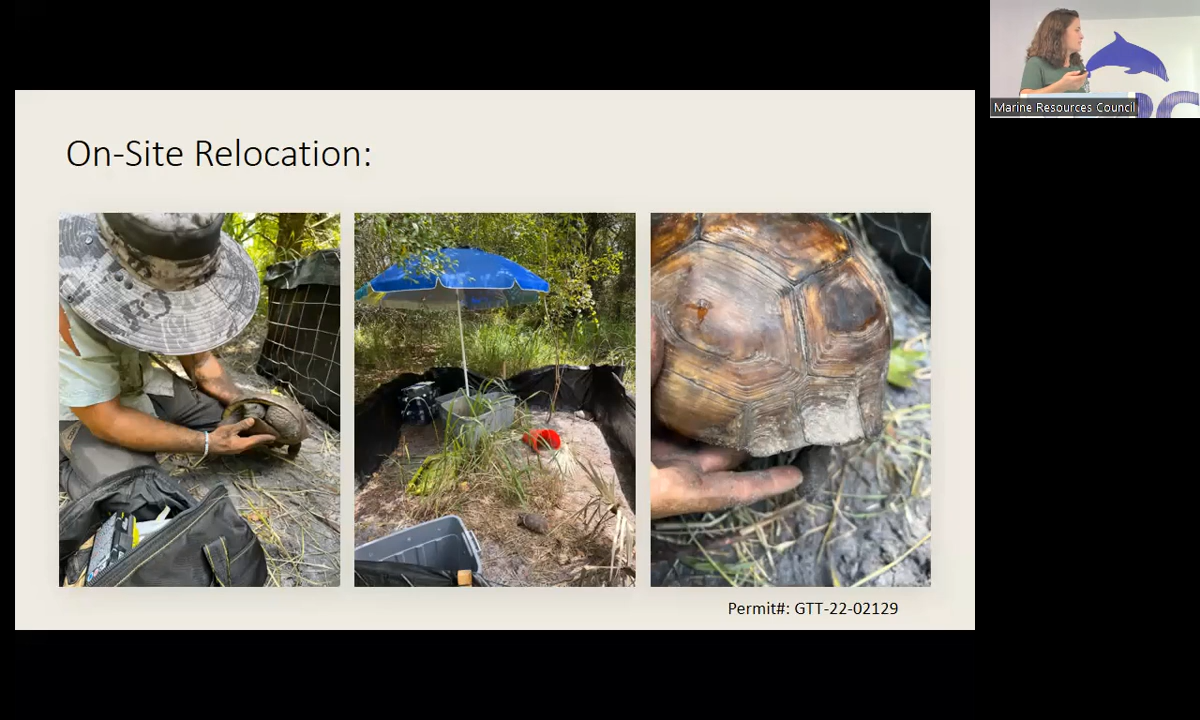 On-Site Relocation:
Permit#: GTT-22-02129
Marine Resources Council